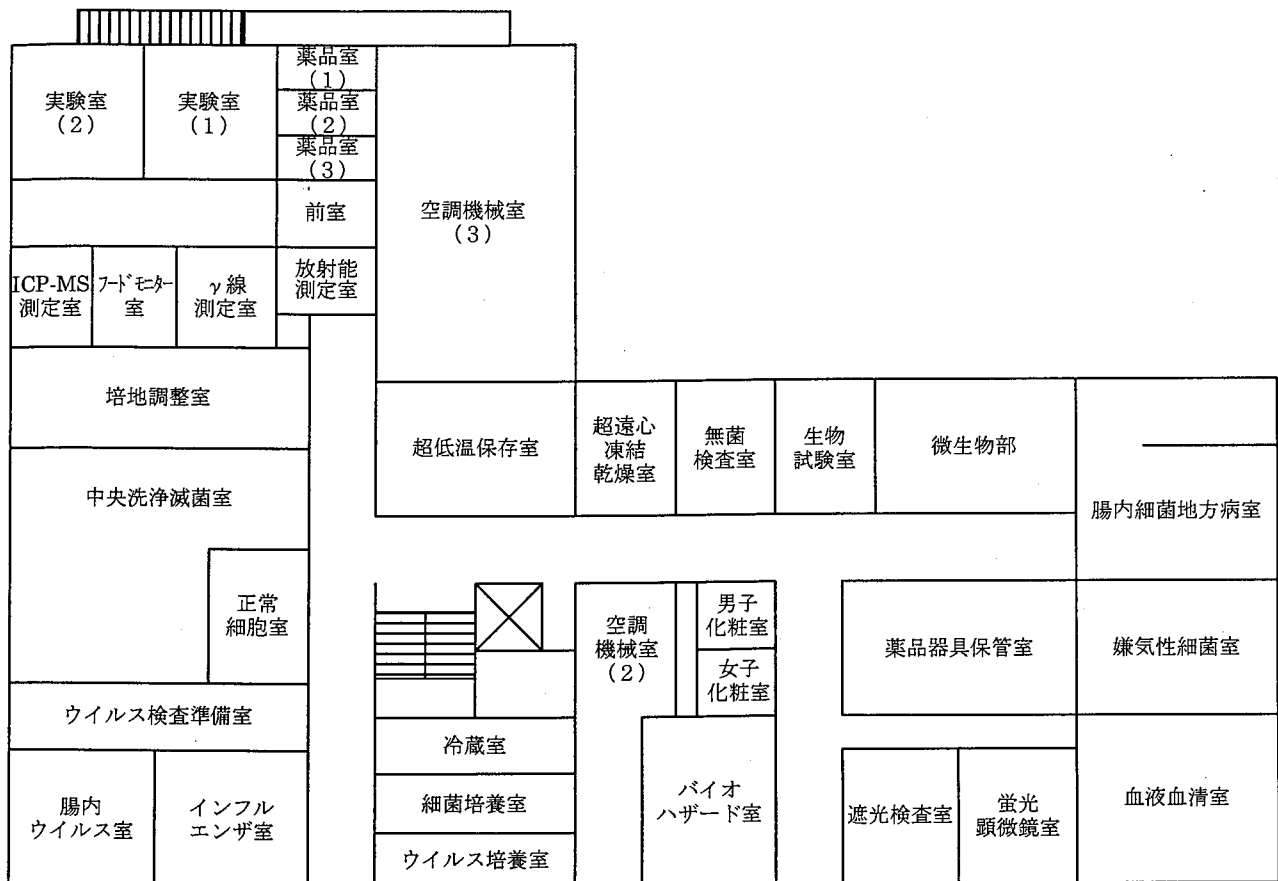 薬品室
(1)
実験室
(2)
実験室
(1)
薬品室
(2)
薬品室
(3)
前室
空調機械室
(3)
ICP-MS
測定室
フードモニター
室
γ線
測定室
放射能
測定室
培地調整室
超低温保存室
超遠心
凍結
乾燥室
無菌
検査室
生物
試験室
微生物部
中央洗浄滅菌室
腸内細菌地方病室
正常
細胞室
空調
機械室
(2)
男子
化粧室
女子
化粧室
薬品器具保管室
嫌気性細菌室
ウイルス検査準備室
冷蔵室
腸内
ウイルス室
インフル
エンザ室
細菌培養室
ウイルス培養室
バイオ
ハザード室
遮光検査室
蛍光
顕微鏡室
血液血清室